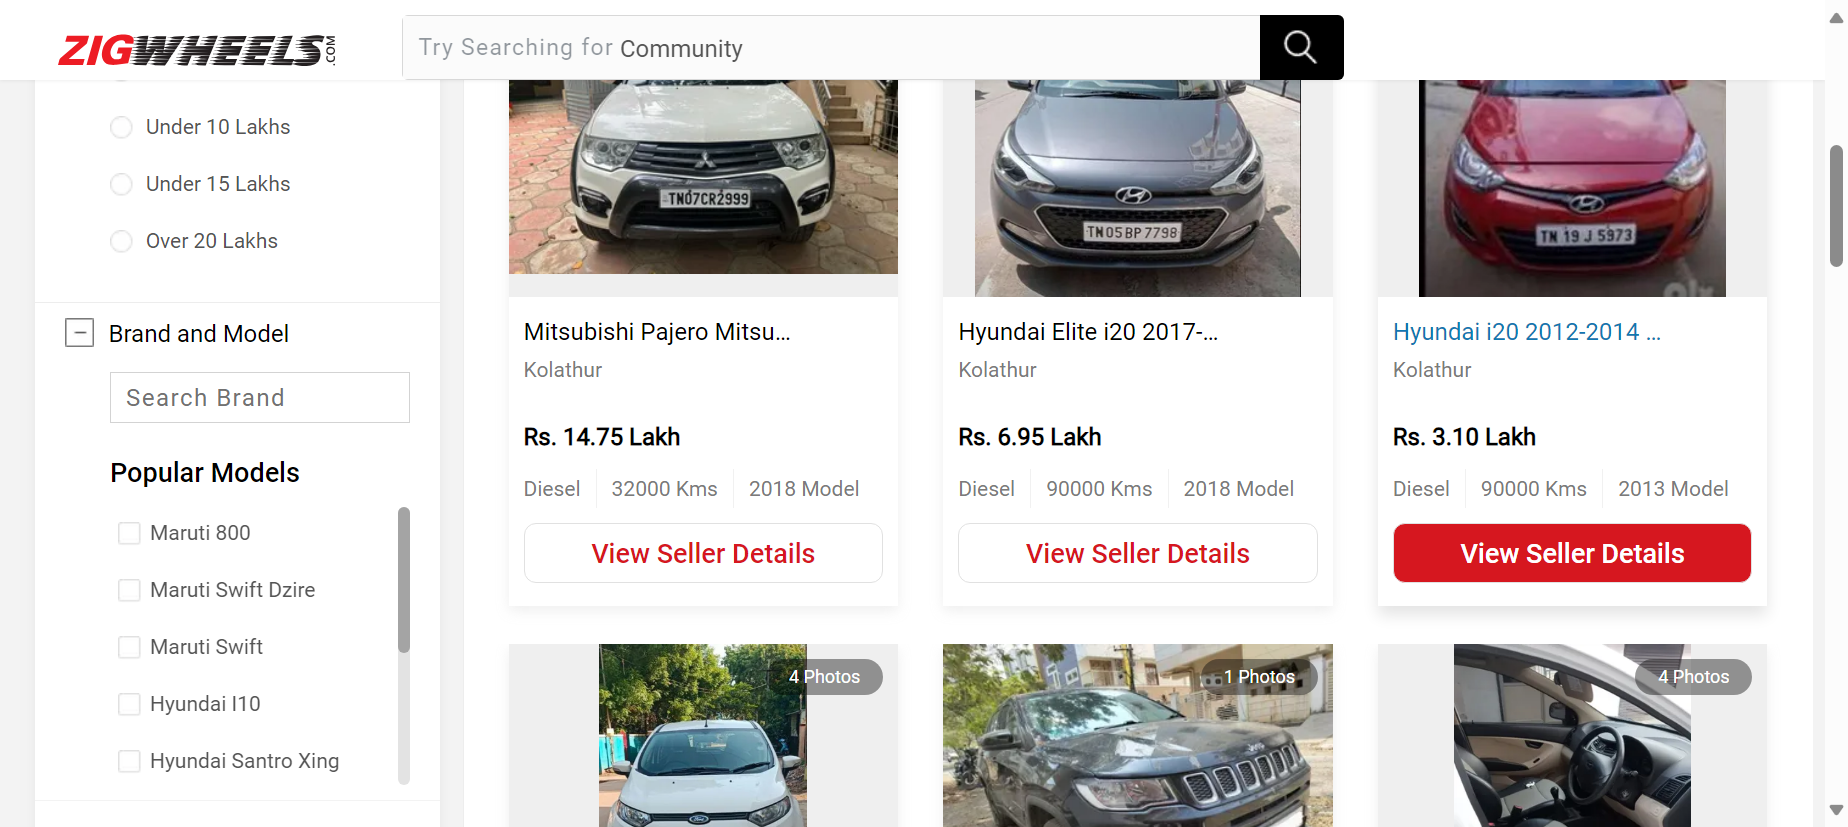 ZIGWHEELS.COM
Try Searching for Community
Under 10 Lakhs
Under 15 Lakhs
Over 20 Lakhs
Brand and Model
Search Brand
Popular Models
Maruti 800
Maruti Swift Dzire
Maruti Swift
Hyundai I10
Hyundai Santro Xing
TN07CR2999
Mitsubishi Pajero Mitsu...
Kolathur
Rs. 14.75 Lakh
Diesel
32000 Kms
2018 Model
View Seller Details
TN05BP7798
Hyundai Elite i20 2017-...
Kolathur
Rs. 6.95 Lakh
Diesel
90000 Kms
2018 Model
View Seller Details
TN 19 J 5973
Olx
Hyundai i20 2012-2014 ...
Kolathur
Rs. 3.10 Lakh
Diesel
90000 Kms
2013 Model
View Seller Details
4 Photos
Ford
1 Photos
Jeep
4 Photos